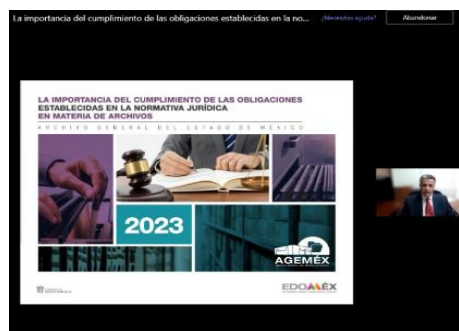 La importancia del cumplimiento de las obligaciones establecidas en la no...
¿Necesitas ayuda?
Abandonar
LA IMPORTANCIA DEL CUMPLIMIENTO DE LAS OBLIGACIONES
ESTABLECIDAS EN LA NORMATIVA JURÍDICA
EN MATERIA DE ARCHIVOS
ARCHIVO GENERAL DEL ESTADO DE MÉXICO
2023
AGEMÉX
EDOMÉX